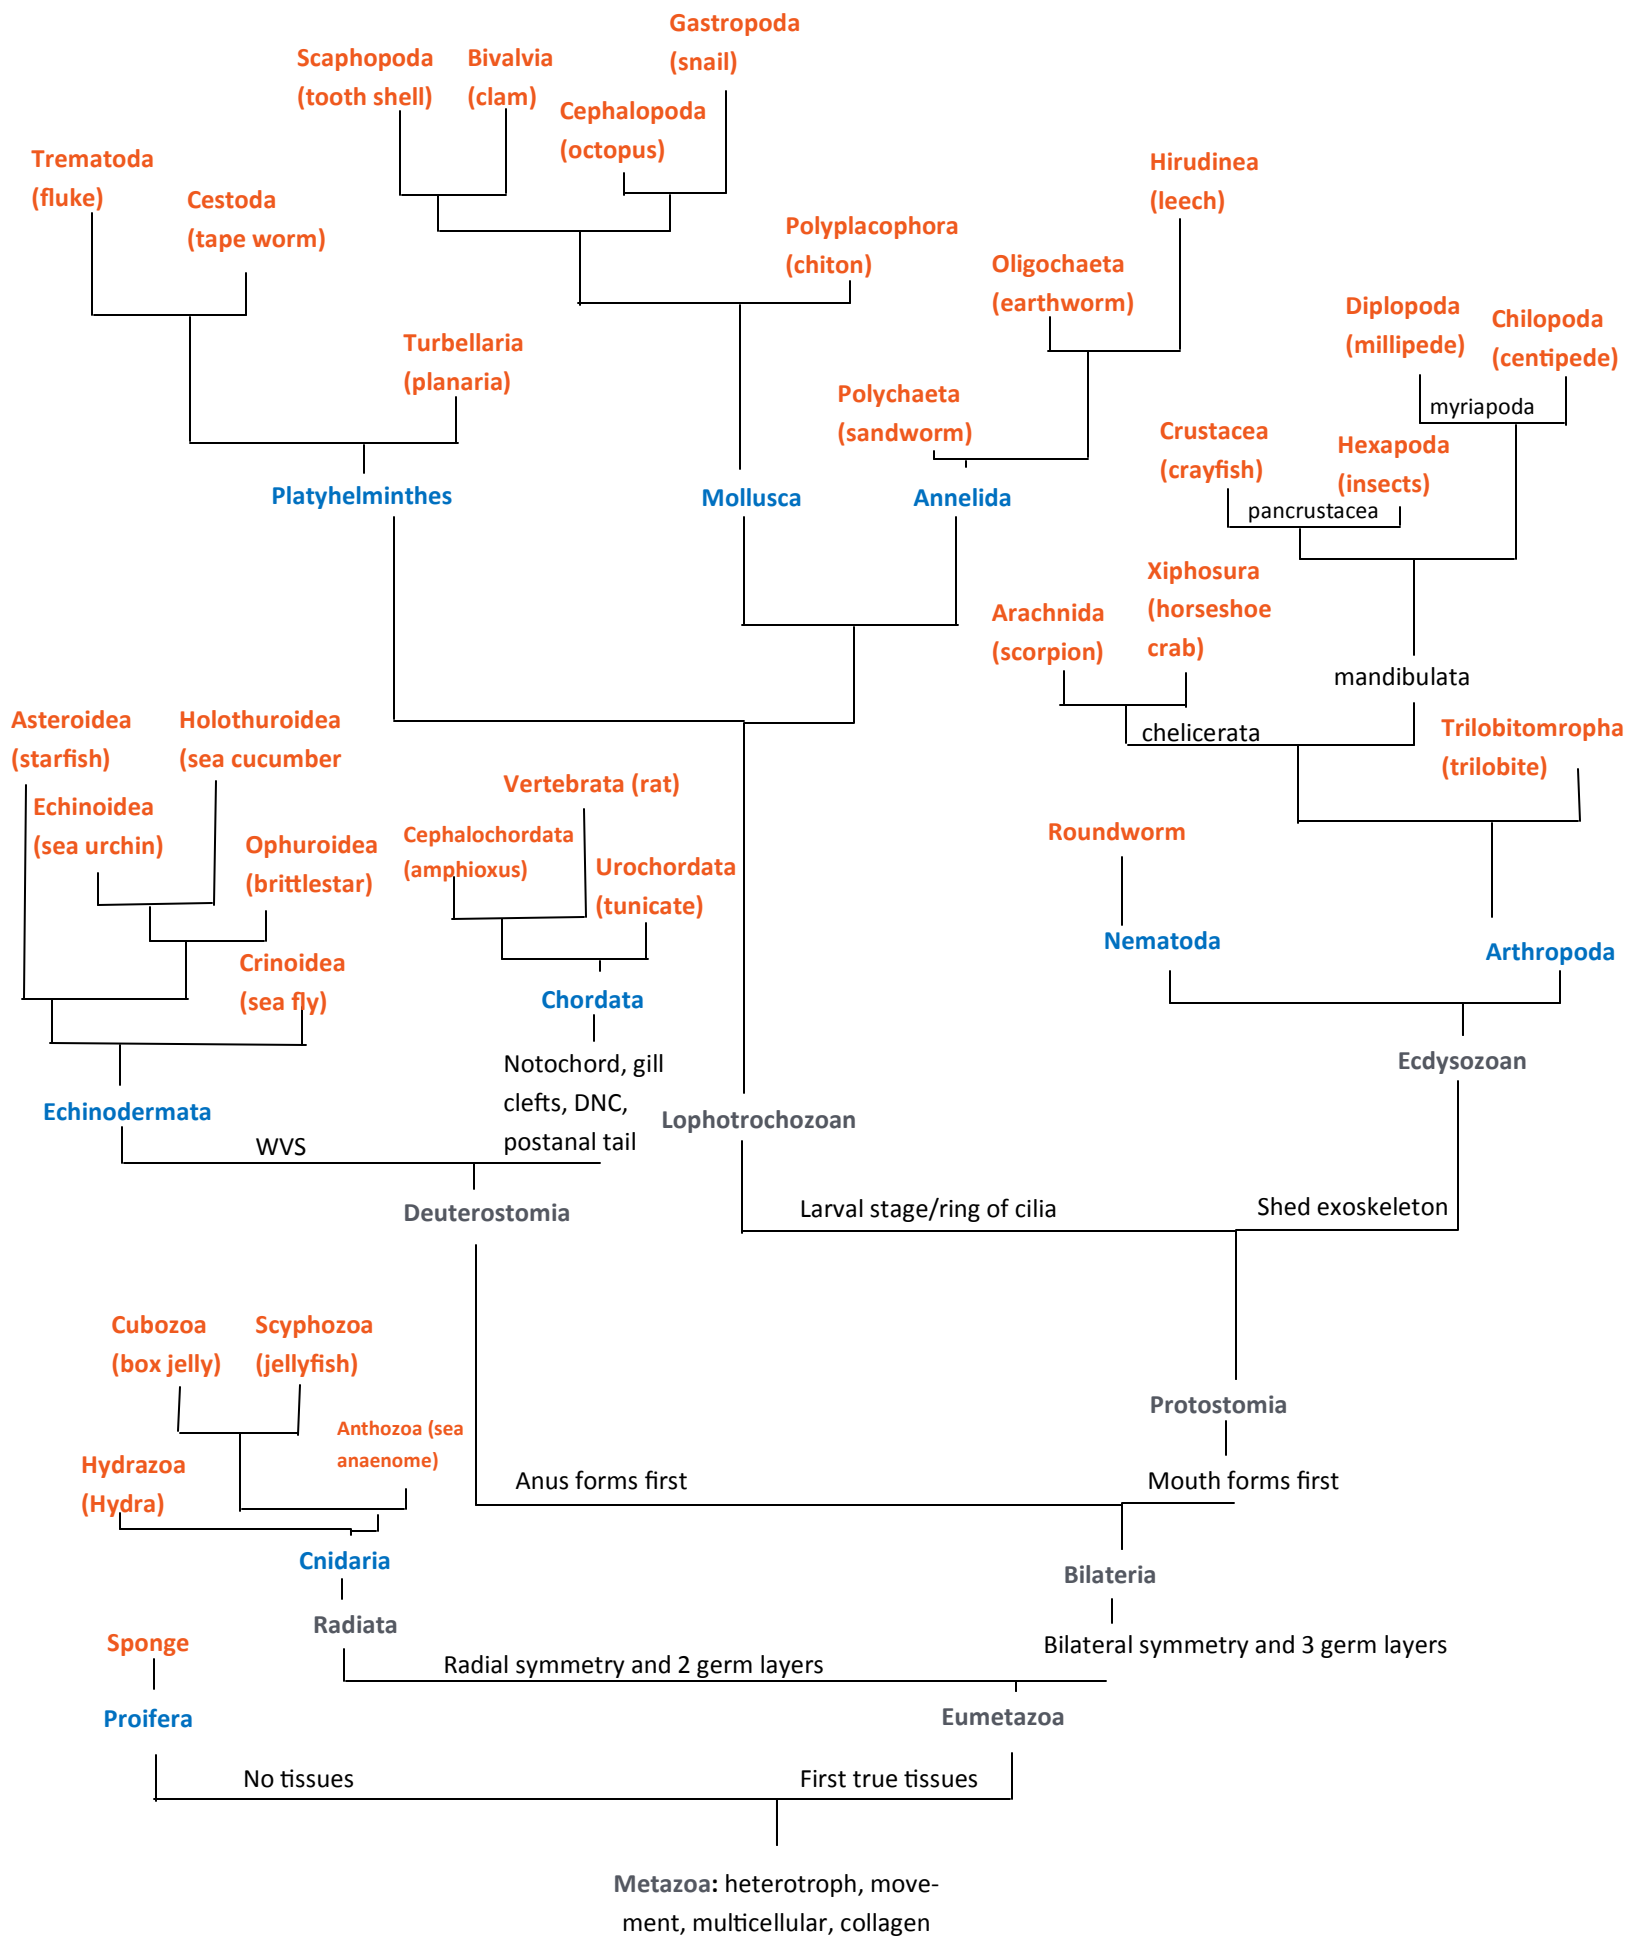 Gastropoda
(snail)
Scaphopoda
(tooth shell)
Bivalvia
(clam)
Cephalopoda
(octopus)
Trematoda
(fluke)
Cestoda
(tape worm)
Hirudinea
(leech)
Polyplacophora
(chiton)
Oligochaeta
(earthworm)
Diplopoda
(millipede)
Chilopoda
(centipede)
Turbellaria
(planaria)
myriapoda
Polychaeta
(sandworm)
Crustacea
(crayfish)
Hexapoda
(insects)
Platyhelminthes
Mollusca
Annelida
pancrustacea
Xiphosura
(horseshoe
crab)
Arachnida
(scorpion)
mandibulata
Asteroidea
(starfish)
Holothuroidea
(sea cucumber
chelicerata
Trilobitomropha
(trilobite)
Vertebrata (rat)
Echinoidea
(sea urchin)
Ophuroidea
(brittlestar)
Cephalochordata
(amphioxus)
Urochordata
(tunicate)
Roundworm
Nematoda
Arthropoda
Crinoidea
(sea fly)
Chordata
Notochord, gill
clefts, DNC,
postanal tail
Ecdysozoan
Echinodermata
Lophotrochozoan
WVS
Deuterostomia
Larval stage/ring of cilia
Shed exoskeleton
Cubozoa
(box jelly)
Scyphozoa
(jellyfish)
Protostomia
Anthozoa (sea
anaenome)
Hydrazoa
(Hydra)
Anus forms first
Mouth forms first
Cnidaria
Bilateria
Radiata
Sponge
Radial symmetry and 2 germ layers
Bilateral symmetry and 3 germ layers
Proifera
Eumetazoa
No tissues
First true tissues
Metazoa: heterotroph, move-
ment, multicellular, collagen